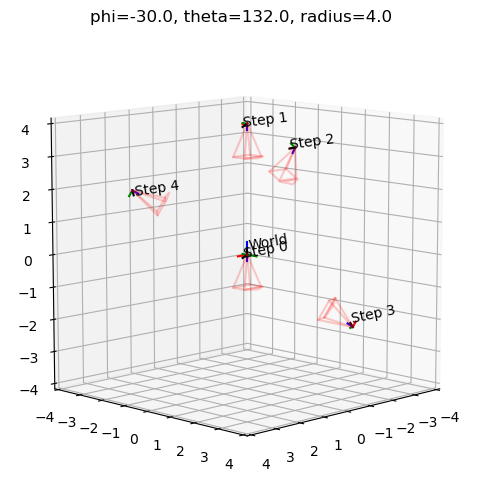 phi=-30.0, theta=132.0, radius=4.0
Step 1
Step 2
Step 4
World
Step 0
Step 3
4
3
2
1
0
−1
−2
−3
−4
−4 −3 −2 −1 0 1 2 3 4
4 3 2 1 0 −1 −2 −3 −4